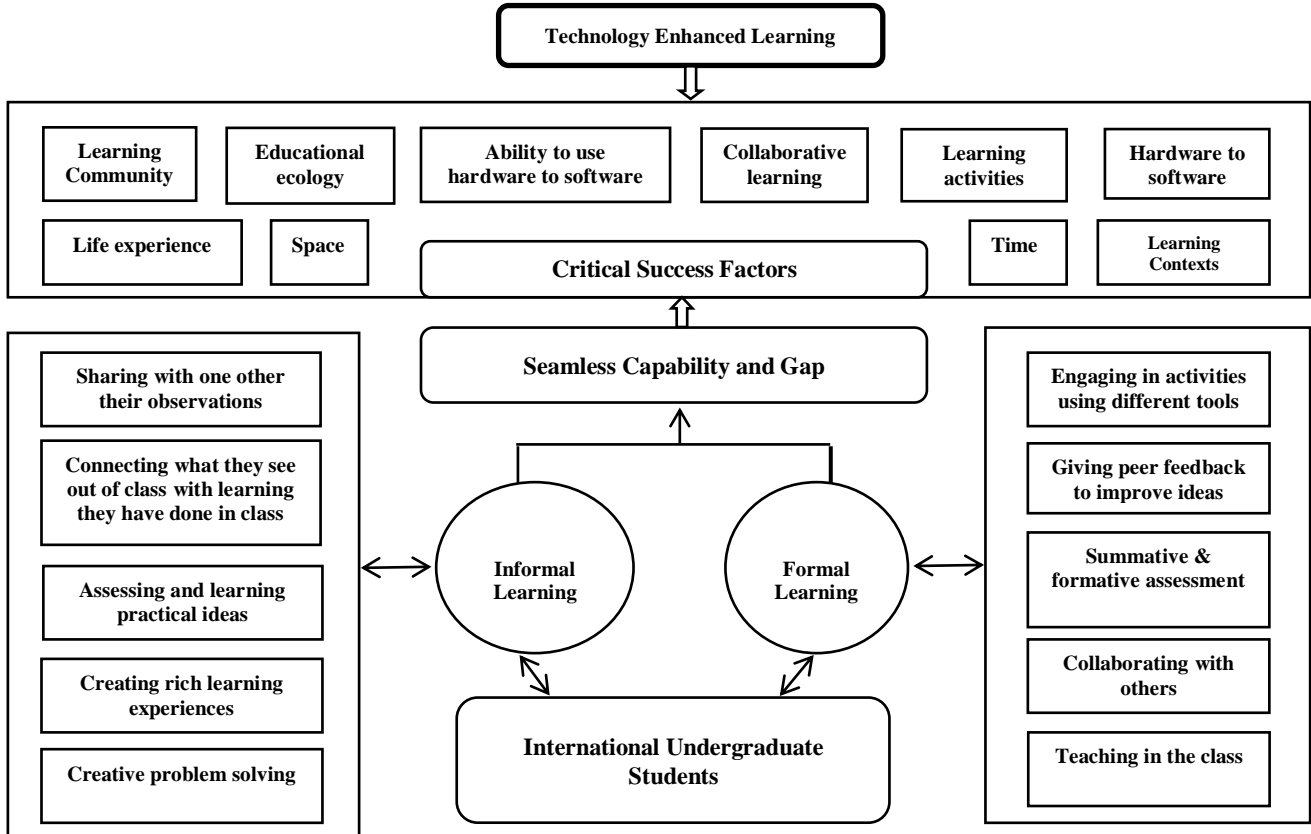 Technology Enhanced Learning
Learning
Community
Educational
ecology
Ability to use
hardware to software
Collaborative
learning
Learning
activities
Hardware to
software
Life experience
Space
Critical Success Factors
Time
Learning
Contexts
Seamless Capability and Gap
Sharing with one other
their observations
Connecting what they see
out of class with learning
they have done in class
Assessing and learning
practical ideas
Creating rich learning
experiences
Creative problem solving
Informal
Learning
Formal
Learning
International Undergraduate
Students
Engaging in activities
using different tools
Giving peer feedback
to improve ideas
Summative &
formative assessment
Collaborating with
others
Teaching in the class